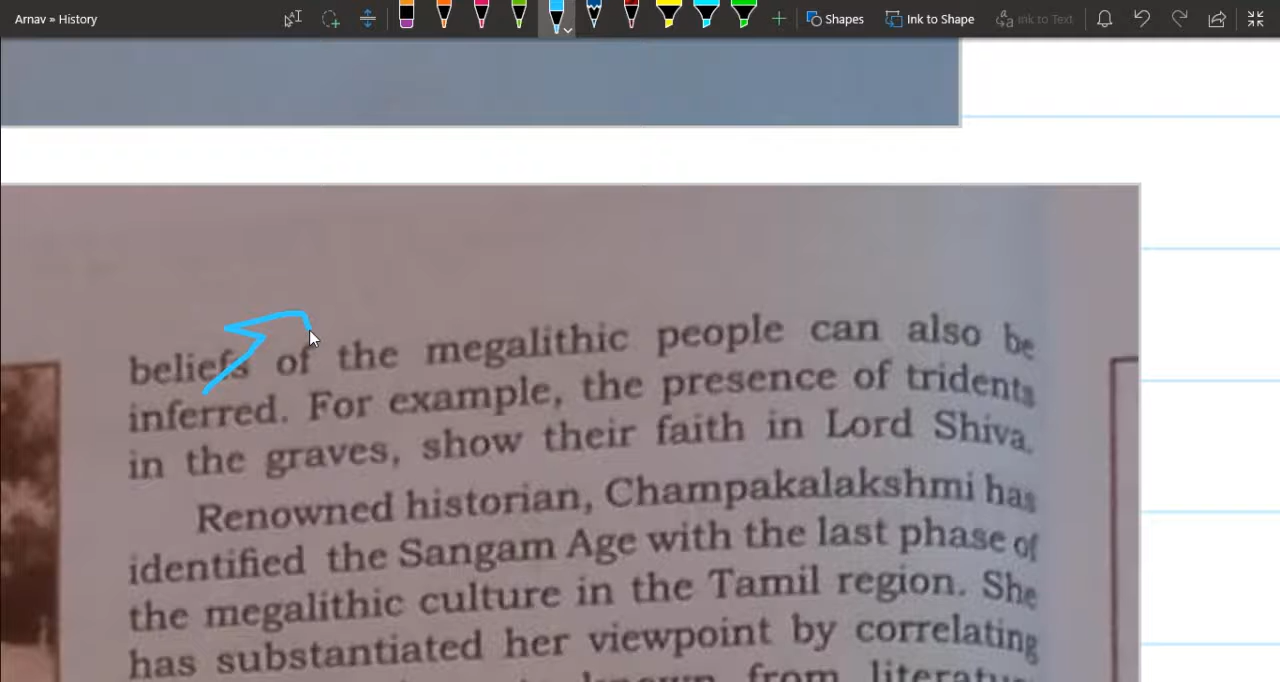 Arnav » History
Shapes
Ink to Shape
Ink to Text
beliefs of the megalithic people can also be
inferred. For example, the presence of tridents
in the graves, show their faith in Lord Shiva.
Renowned historian, Champakalakshmi has
identified the Sangam Age with the last phase of
the megalithic culture in the Tamil region. She
has substantiated her viewpoint by correlating
known from